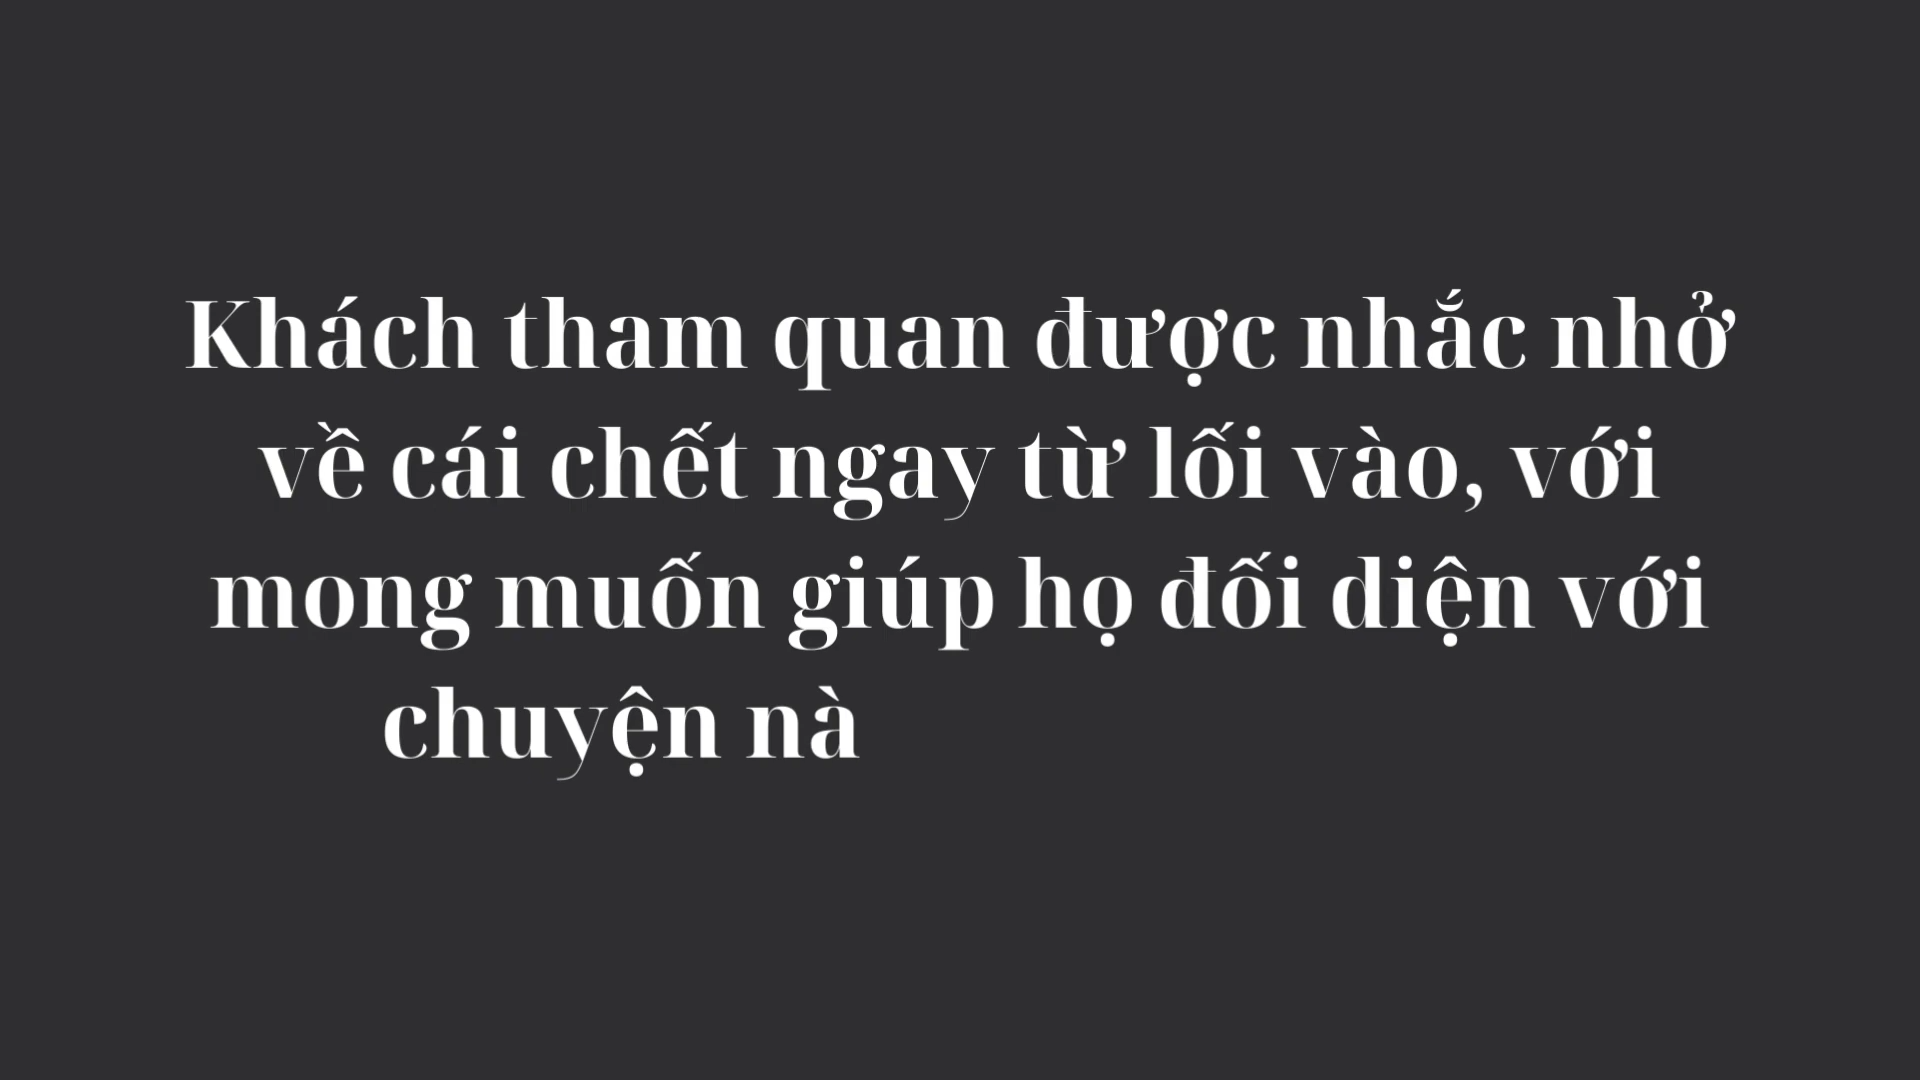 Khách tham quan được nhắc nhở
về cái chết ngay từ lối vào, với
mong muốn giúp họ đối diện với
chuyện nà